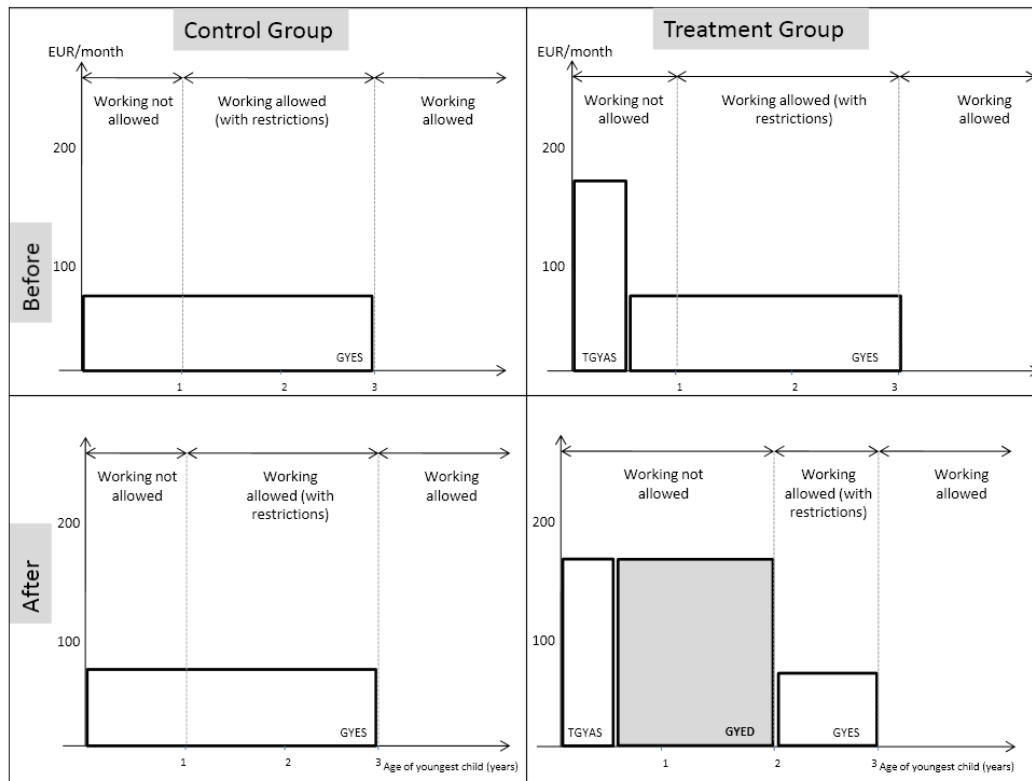 Control Group
Treatment Group
Before
EUR/month
Working not
allowed
Working allowed
(with restrictions)
Working
allowed
200
100
GYES
1
2
3
EUR/month
Working not
allowed
Working allowed (with
restrictions)
Working
allowed
200
100
TGYAS
GYES
1
2
3
After
Working not
allowed
Working
allowed (with
restrictions)
Working
allowed
200
100
GYES
1
2
3
Age of youngest child (years)
Working not
allowed
Working
allowed (with
restrictions)
Working
allowed
200
100
TGYAS
GYED
GYES
1
2
3
Age of youngest child (years)